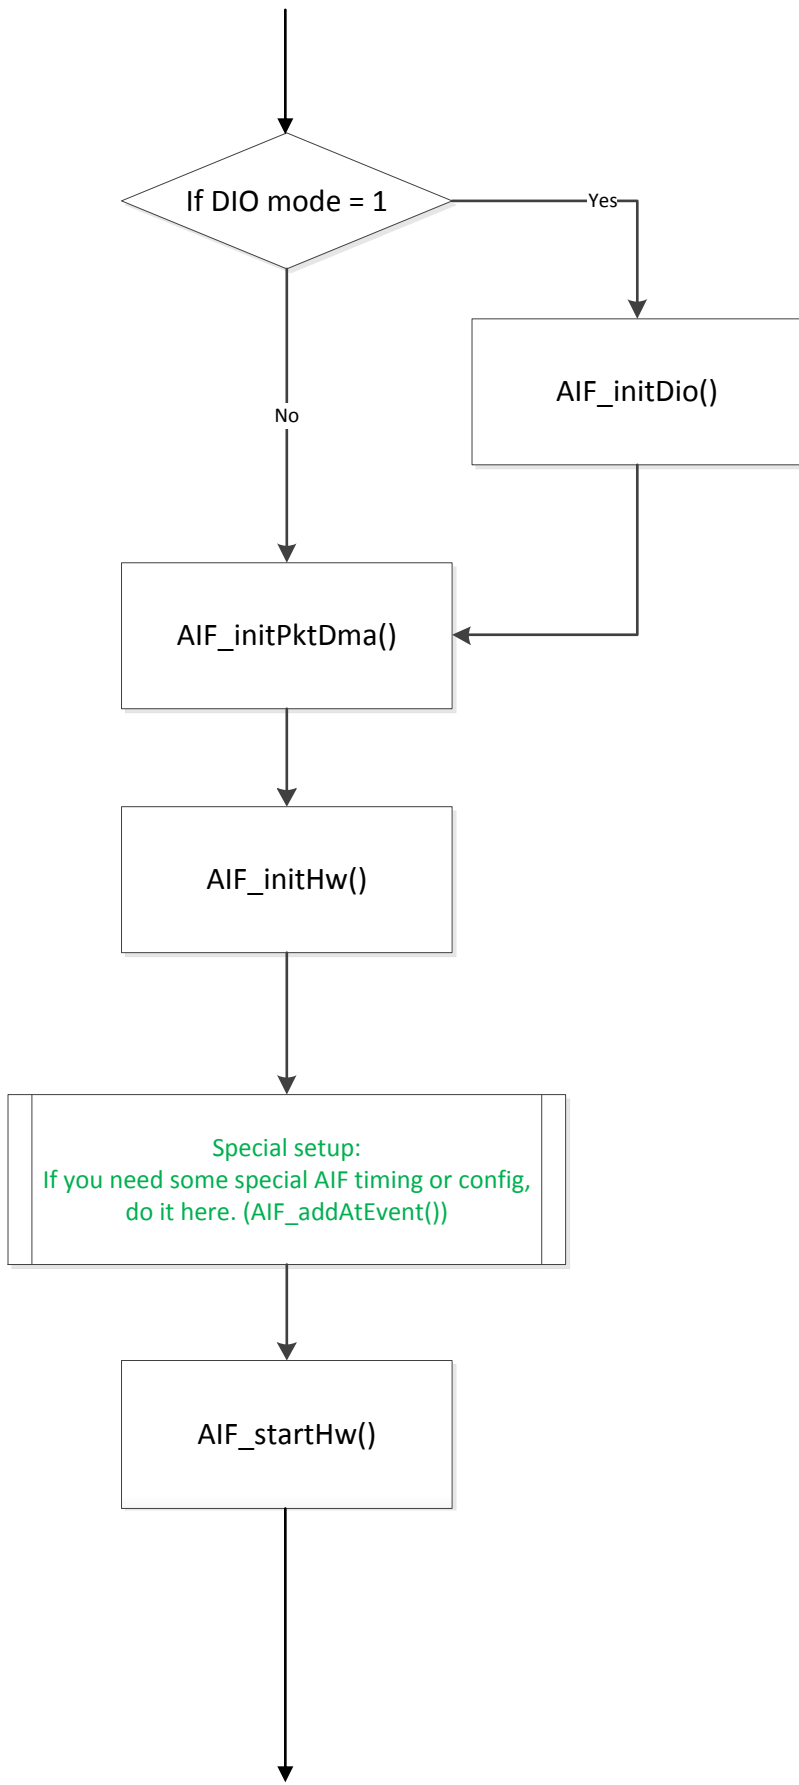 If DIO mode = 1
Yes
AIF_initDio()
No
AIF_initPktDma()
AIF_initHw()
Special setup:
If you need some special AIF timing or config,
do it here. (AIF_addAtEvent())
AIF_startHw()